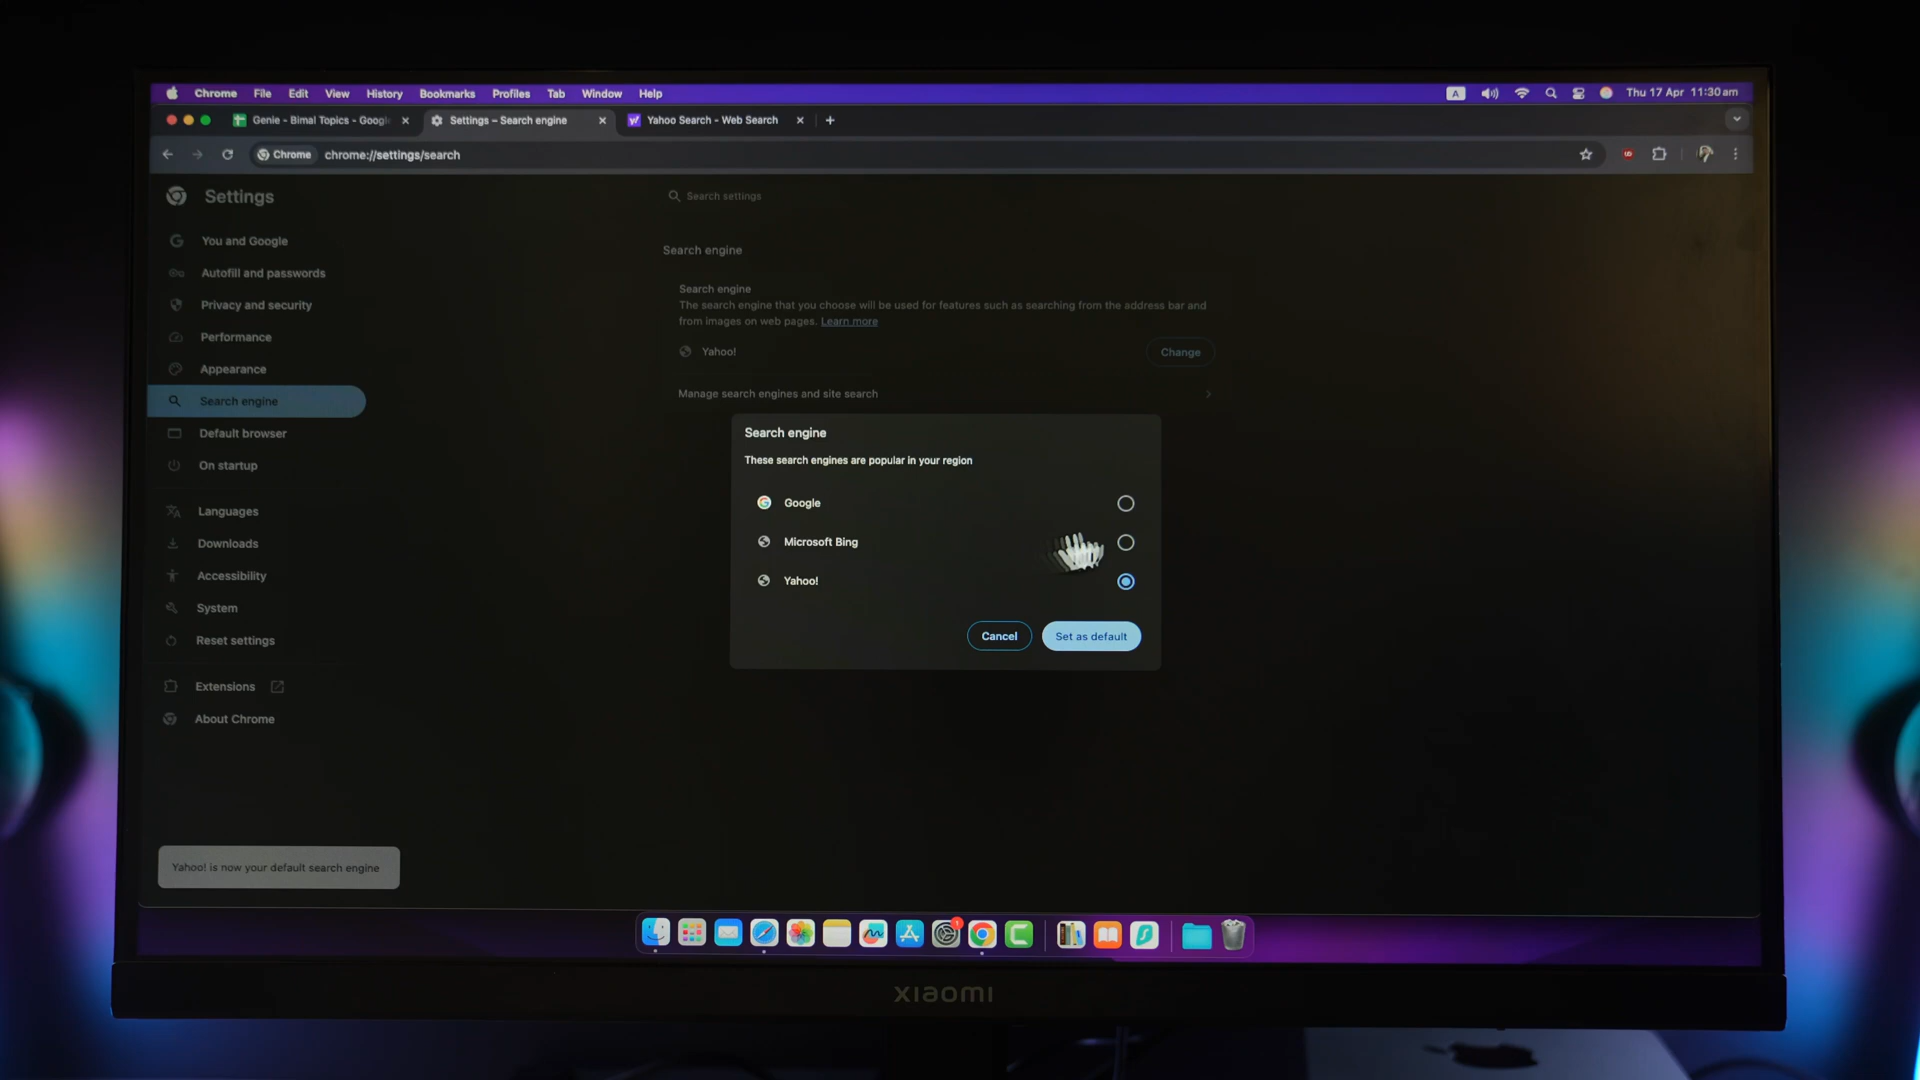 Chrome File Edit View History Bookmarks Profiles Tab Window Help
A
Thu 17 Apr 11:30 am
Genie - Bimal Topics - Googl
Settings – Search engine
y! Yahoo Search - Web Search
Chrome chrome://settings/search
Settings
Search settings
You and Google
Autofill and passwords
Privacy and security
Performance
Appearance
Search engine
Default browser
On startup
Languages
Downloads
Accessibility
System
Reset settings
Extensions
About Chrome
Search engine
Search engine
The search engine that you choose will be used for features such as searching from the address bar and
from images on web pages. Learn more
Yahoo!
Change
Manage search engines and site search
Search engine
These search engines are popular in your region
Google
Microsoft Bing
Yahoo!
Cancel
Set as default
Yahoo! is now your default search engine
1
xiaomi